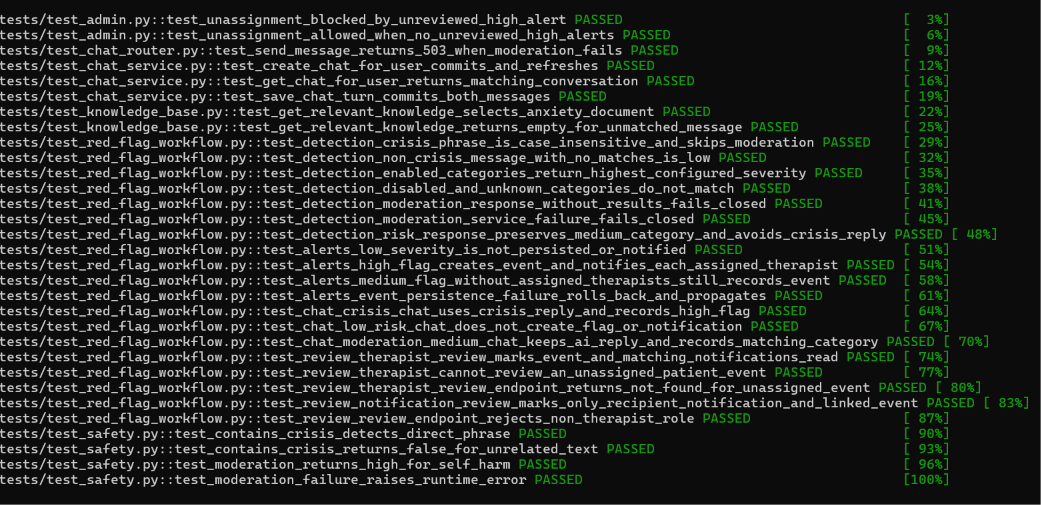 tests/test_admin.py::test_unassignment_blocked_by_unreviewed_high_alert PASSED [  3%]
tests/test_admin.py::test_unassignment_allowed_when_no_unreviewed_high_alerts PASSED [  6%]
tests/test_chat_router.py::test_send_message_returns_503_when_moderation_fails PASSED [  9%]
tests/test_chat_service.py::test_create_chat_for_user_commits_and_refreshes PASSED [ 12%]
tests/test_chat_service.py::test_get_chat_for_user_returns_matching_conversation PASSED [ 16%]
tests/test_chat_service.py::test_save_chat_turn_commits_both_messages PASSED [ 19%]
tests/test_knowledge_base.py::test_get_relevant_knowledge_selects_anxiety_document PASSED [ 22%]
tests/test_knowledge_base.py::test_get_relevant_knowledge_returns_empty_for_unmatched_message PASSED [ 25%]
tests/test_red_flag_workflow.py::test_detection_crisis_phrase_is_case_insensitive_and_skips_moderation PASSED [ 29%]
tests/test_red_flag_workflow.py::test_detection_non_crisis_message_with_no_matches_is_low PASSED [ 32%]
tests/test_red_flag_workflow.py::test_detection_enabled_categories_return_highest_configured_severity PASSED [ 35%]
tests/test_red_flag_workflow.py::test_detection_disabled_and_unknown_categories_do_not_match PASSED [ 38%]
tests/test_red_flag_workflow.py::test_detection_moderation_response_without_results_fails_closed PASSED [ 41%]
tests/test_red_flag_workflow.py::test_detection_moderation_service_failure_fails_closed PASSED [ 45%]
tests/test_red_flag_workflow.py::test_detection_risk_response_preserves_medium_category_and_avoids_crisis_reply PASSED [ 48%]
tests/test_red_flag_workflow.py::test_alerts_low_severity_is_not_persisted_or_notified PASSED [ 51%]
tests/test_red_flag_workflow.py::test_alerts_high_flag_creates_event_and_notifies_each_assigned_therapist PASSED [ 54%]
tests/test_red_flag_workflow.py::test_alerts_medium_flag_without_assigned_therapists_still_records_event PASSED [ 58%]
tests/test_red_flag_workflow.py::test_alerts_event_persistence_failure_rolls_back_and_propagates PASSED [ 61%]
tests/test_red_flag_workflow.py::test_chat_crisis_chat_uses_crisis_reply_and_records_high_flag PASSED [ 64%]
tests/test_red_flag_workflow.py::test_chat_low_risk_chat_does_not_create_flag_or_notification PASSED [ 67%]
tests/test_red_flag_workflow.py::test_chat_moderation_medium_chat_keeps_ai_reply_and_records_matching_category PASSED [ 70%]
tests/test_red_flag_workflow.py::test_review_therapist_review_marks_event_and_matching_notifications_read PASSED [ 74%]
tests/test_red_flag_workflow.py::test_review_therapist_cannot_review_an_unassigned_patient_event PASSED [ 77%]
tests/test_red_flag_workflow.py::test_review_therapist_review_endpoint_returns_not_found_for_unassigned_event PASSED [ 80%]
tests/test_red_flag_workflow.py::test_review_notification_review_marks_only_recipient_notification_and_linked_event PASSED [ 83%]
tests/test_red_flag_workflow.py::test_review_review_endpoint_rejects_non_therapist_role PASSED [ 87%]
tests/test_safety.py::test_contains_crisis_detects_direct_phrase PASSED [ 90%]
tests/test_safety.py::test_contains_crisis_returns_false_for_unrelated_text PASSED [ 93%]
tests/test_safety.py::test_moderation_returns_high_for_self_harm PASSED [ 96%]
tests/test_safety.py::test_moderation_failure_raises_runtime_error PASSED [100%]